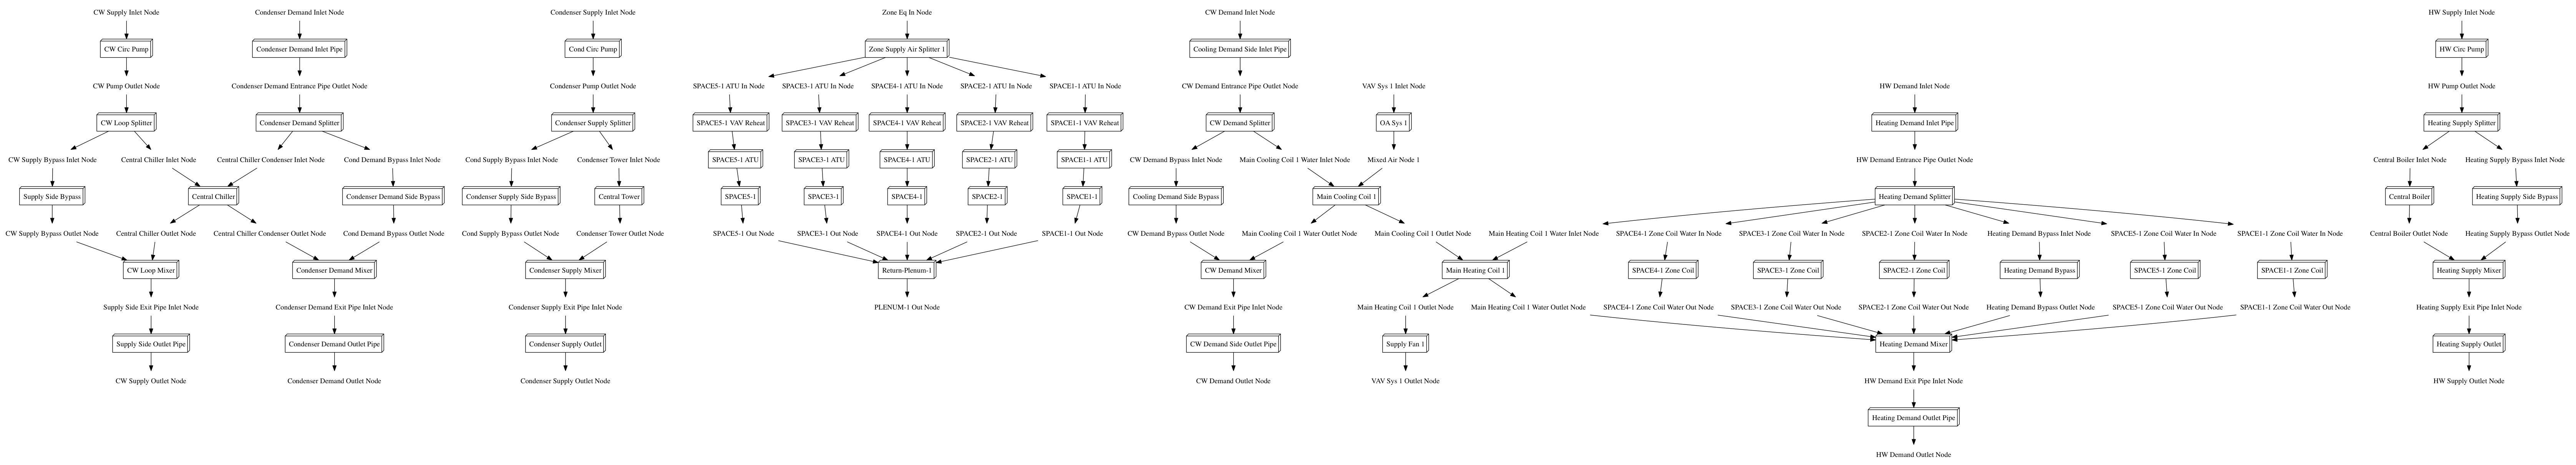 CW Supply Inlet Node
CW Circ Pump
CW Pump Outlet Node
CW Loop Splitter
CW Supply Bypass Inlet Node
Central Chiller Inlet Node
Supply Side Bypass
Central Chiller
CW Supply Bypass Outlet Node
Central Chiller Outlet Node
CW Loop Mixer
Supply Side Exit Pipe Inlet Node
Supply Side Outlet Pipe
CW Supply Outlet Node
Condenser Demand Inlet Node
Condenser Demand Inlet Pipe
Condenser Demand Entrance Pipe Outlet Node
Condenser Demand Splitter
Central Chiller Condenser Inlet Node
Cond Demand Bypass Inlet Node
Condenser Demand Side Bypass
Central Chiller Condenser Outlet Node
Cond Demand Bypass Outlet Node
Condenser Demand Mixer
Condenser Demand Exit Pipe Inlet Node
Condenser Demand Outlet Pipe
Condenser Demand Outlet Node
Condenser Supply Inlet Node
Cond Circ Pump
Condenser Pump Outlet Node
Condenser Supply Splitter
Cond Supply Bypass Inlet Node
Condenser Tower Inlet Node
Condenser Supply Side Bypass
Central Tower
Cond Supply Bypass Outlet Node
Condenser Tower Outlet Node
Condenser Supply Mixer
Condenser Supply Exit Pipe Inlet Node
Condenser Supply Outlet
Condenser Supply Outlet Node
Zone Eq In Node
Zone Supply Air Splitter 1
SPACE5-1 ATU In Node
SPACE3-1 ATU In Node
SPACE4-1 ATU In Node
SPACE2-1 ATU In Node
SPACE1-1 ATU In Node
SPACE5-1 VAV Reheat
SPACE3-1 VAV Reheat
SPACE4-1 VAV Reheat
SPACE2-1 VAV Reheat
SPACE1-1 VAV Reheat
SPACE5-1 ATU
SPACE3-1 ATU
SPACE4-1 ATU
SPACE2-1 ATU
SPACE1-1 ATU
SPACE5-1
SPACE3-1
SPACE4-1
SPACE2-1
SPACE1-1
SPACE5-1 Out Node
SPACE3-1 Out Node
SPACE4-1 Out Node
SPACE2-1 Out Node
SPACE1-1 Out Node
Return-Plenum-1
PLENUM-1 Out Node
CW Demand Inlet Node
Cooling Demand Side Inlet Pipe
CW Demand Entrance Pipe Outlet Node
VAV Sys 1 Inlet Node
CW Demand Splitter
OA Sys 1
CW Demand Bypass Inlet Node
Main Cooling Coil 1 Water Inlet Node
Mixed Air Node 1
Cooling Demand Side Bypass
Main Cooling Coil 1
CW Demand Bypass Outlet Node
Main Cooling Coil 1 Water Outlet Node
Main Cooling Coil 1 Outlet Node
Main Heating Coil 1 Water Inlet Node
CW Demand Mixer
Main Heating Coil 1
CW Demand Exit Pipe Inlet Node
Main Heating Coil 1 Outlet Node
Main Heating Coil 1 Water Outlet Node
CW Demand Side Outlet Pipe
Supply Fan 1
CW Demand Outlet Node
VAV Sys 1 Outlet Node
HW Demand Inlet Node
Heating Demand Inlet Pipe
HW Demand Entrance Pipe Outlet Node
Heating Demand Splitter
SPACE4-1 Zone Coil Water In Node
SPACE3-1 Zone Coil Water In Node
SPACE2-1 Zone Coil Water In Node
Heating Demand Bypass Inlet Node
SPACE5-1 Zone Coil Water In Node
SPACE1-1 Zone Coil Water In Node
SPACE4-1 Zone Coil
SPACE3-1 Zone Coil
SPACE2-1 Zone Coil
Heating Demand Bypass
SPACE5-1 Zone Coil
SPACE1-1 Zone Coil
SPACE4-1 Zone Coil Water Out Node
SPACE3-1 Zone Coil Water Out Node
SPACE2-1 Zone Coil Water Out Node
Heating Demand Bypass Outlet Node
SPACE5-1 Zone Coil Water Out Node
SPACE1-1 Zone Coil Water Out Node
Heating Demand Mixer
HW Demand Exit Pipe Inlet Node
Heating Demand Outlet Pipe
HW Demand Outlet Node
HW Supply Inlet Node
HW Circ Pump
HW Pump Outlet Node
Heating Supply Splitter
Central Boiler Inlet Node
Heating Supply Bypass Inlet Node
Central Boiler
Heating Supply Side Bypass
Central Boiler Outlet Node
Heating Supply Bypass Outlet Node
Heating Supply Mixer
Heating Supply Exit Pipe Inlet Node
Heating Supply Outlet
HW Supply Outlet Node